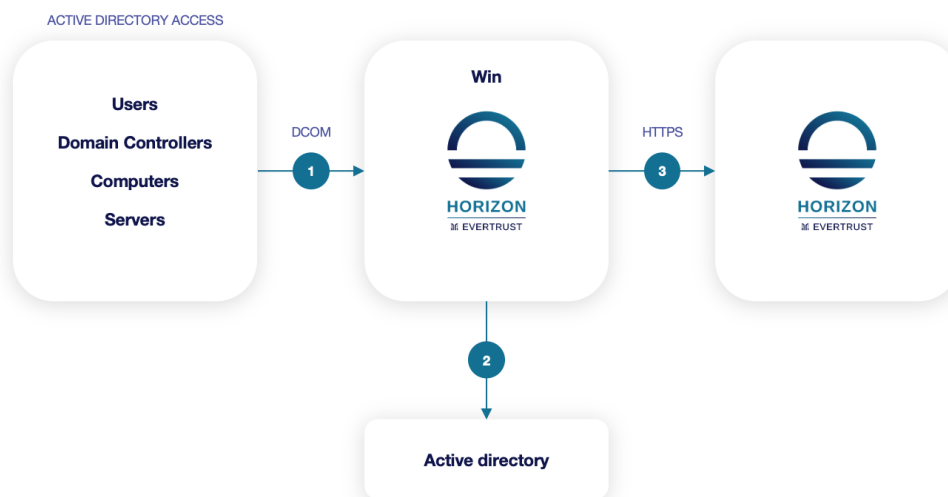 ACTIVE DIRECTORY ACCESS
Users
Domain Controllers
Computers
Servers
DCOM
1
Win
HORIZON
EVERTRUST
HTTPS
3
HORIZON
EVERTRUST
2
Active directory